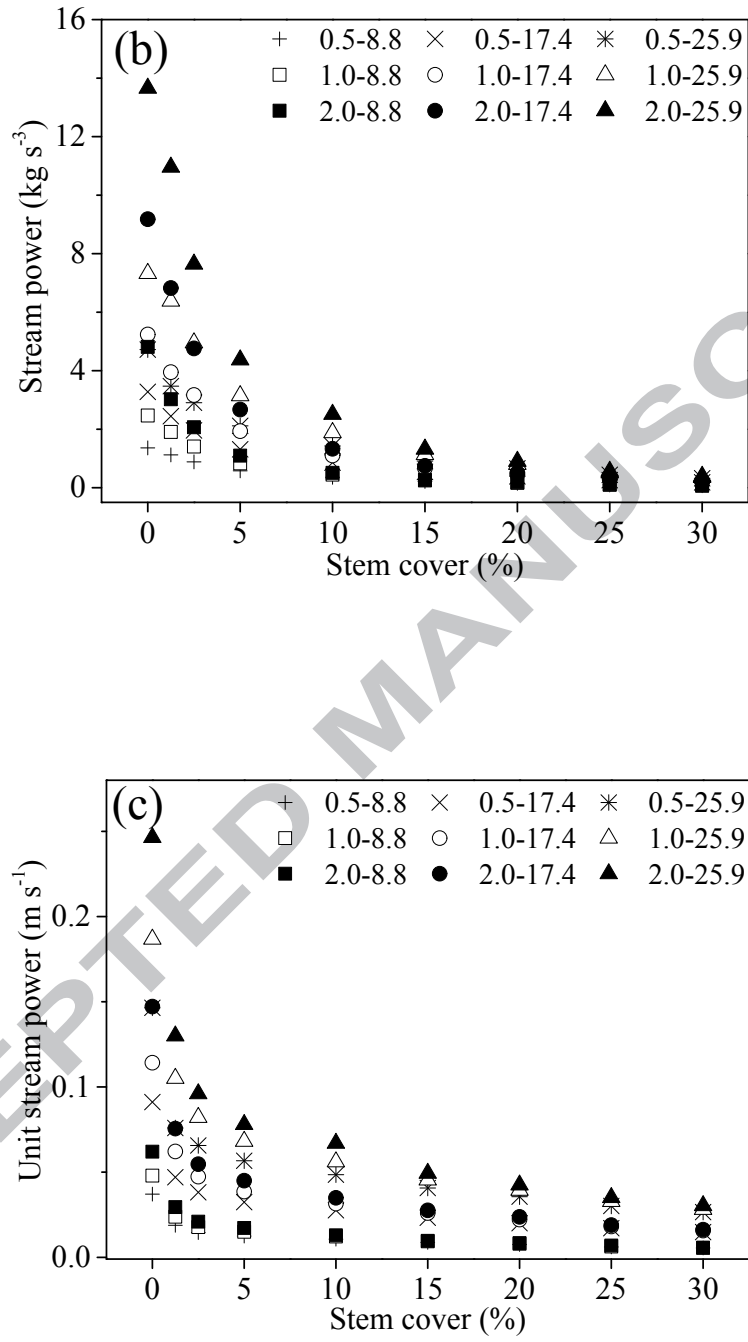 (b)
0.5-8.8 0.5-17.4 0.5-25.9
1.0-8.8 1.0-17.4 1.0-25.9
2.0-8.8 2.0-17.4 2.0-25.9
16
12
8
4
0
Stream power (kg s-3)
0 5 10 15 20 25 30
Stem cover (%)
EPTED MANUSC
(c)
0.5-8.8 0.5-17.4 0.5-25.9
1.0-8.8 1.0-17.4 1.0-25.9
2.0-8.8 2.0-17.4 2.0-25.9
0.2
0.1
0.0
Unit stream power (m s-1)
0 5 10 15 20 25 30
Stem cover (%)